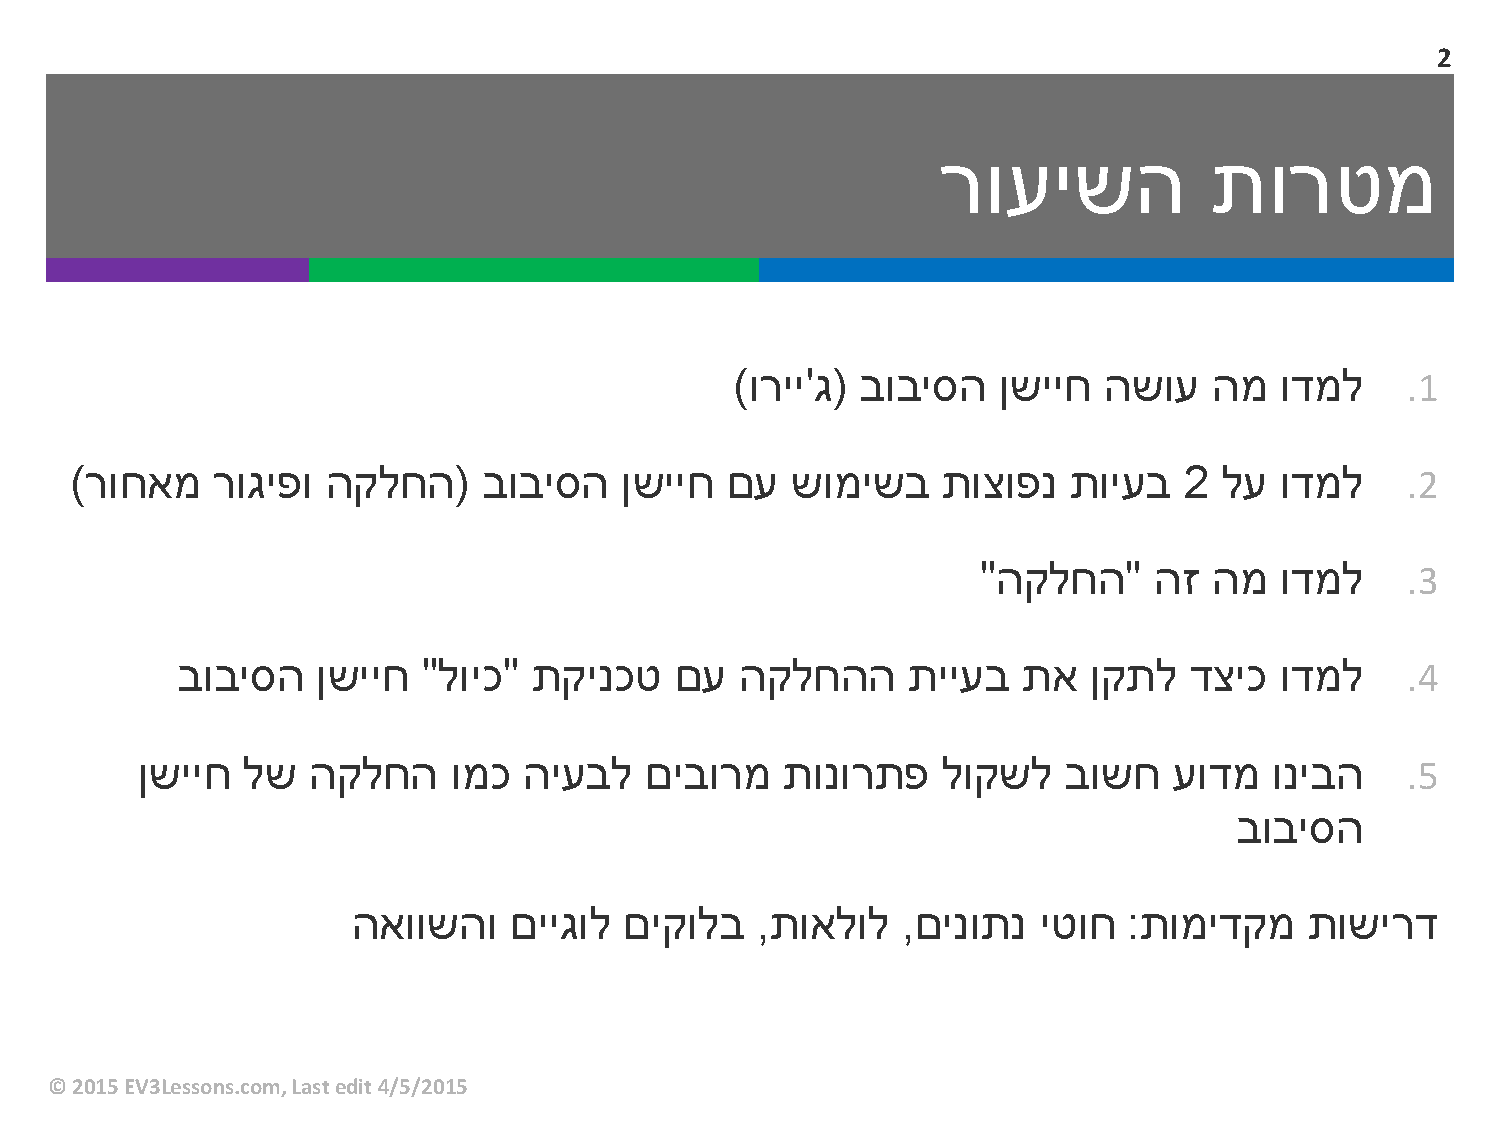 2
מטרות השיעור
1. למדו מה עושה חיישן הסיבוב (ג'יירו)
2. למדו על 2 בעיות נפוצות בשימוש עם חיישן הסיבוב (החלקה ופיגור מאחור)
3. למדו מה זה "החלקה"
4. למדו כיצד לתקן את בעיית ההחלקה עם טכניקת "כיול" חיישן הסיבוב
5. הבינו מדוע חשוב לשקול פתרונות מרובים לבעיה כמו החלקה של חיישן
הסיבוב
דרישות מקדימות: חוטי נתונים, לולאות, בלוקים לוגיים והשוואה
© 2015 EV3Lessons.com, Last edit 4/5/2015